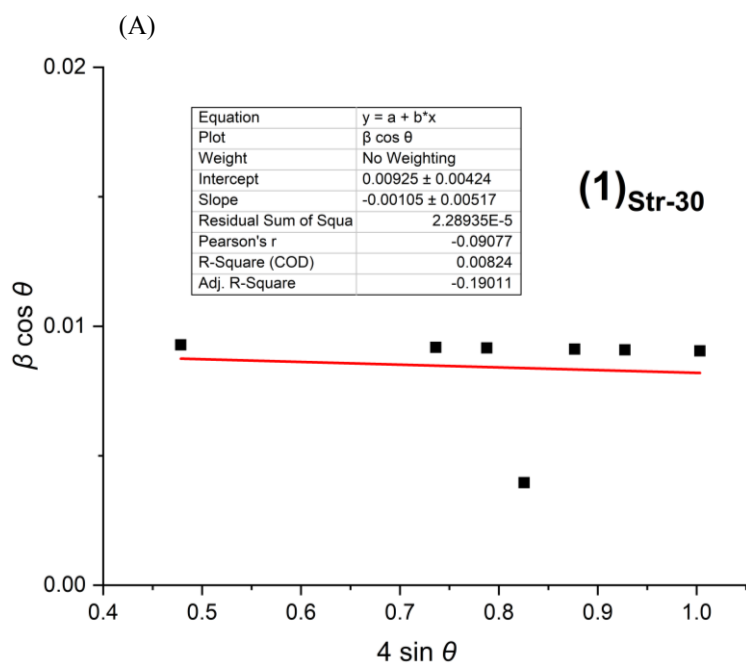 (A)
0.02
Equation y = a + b*x
Plot β cos θ
Weight No Weighting
Intercept 0.00925 ± 0.00424
Slope -0.00105 ± 0.00517
Residual Sum of Squa 2.28935E-5
Pearson's r -0.09077
R-Square (COD) 0.00824
Adj. R-Square -0.19011
(1)Str-30
β cos θ
0.01
0.00
0.4 0.5 0.6 0.7 0.8 0.9 1.0
4 sin θ